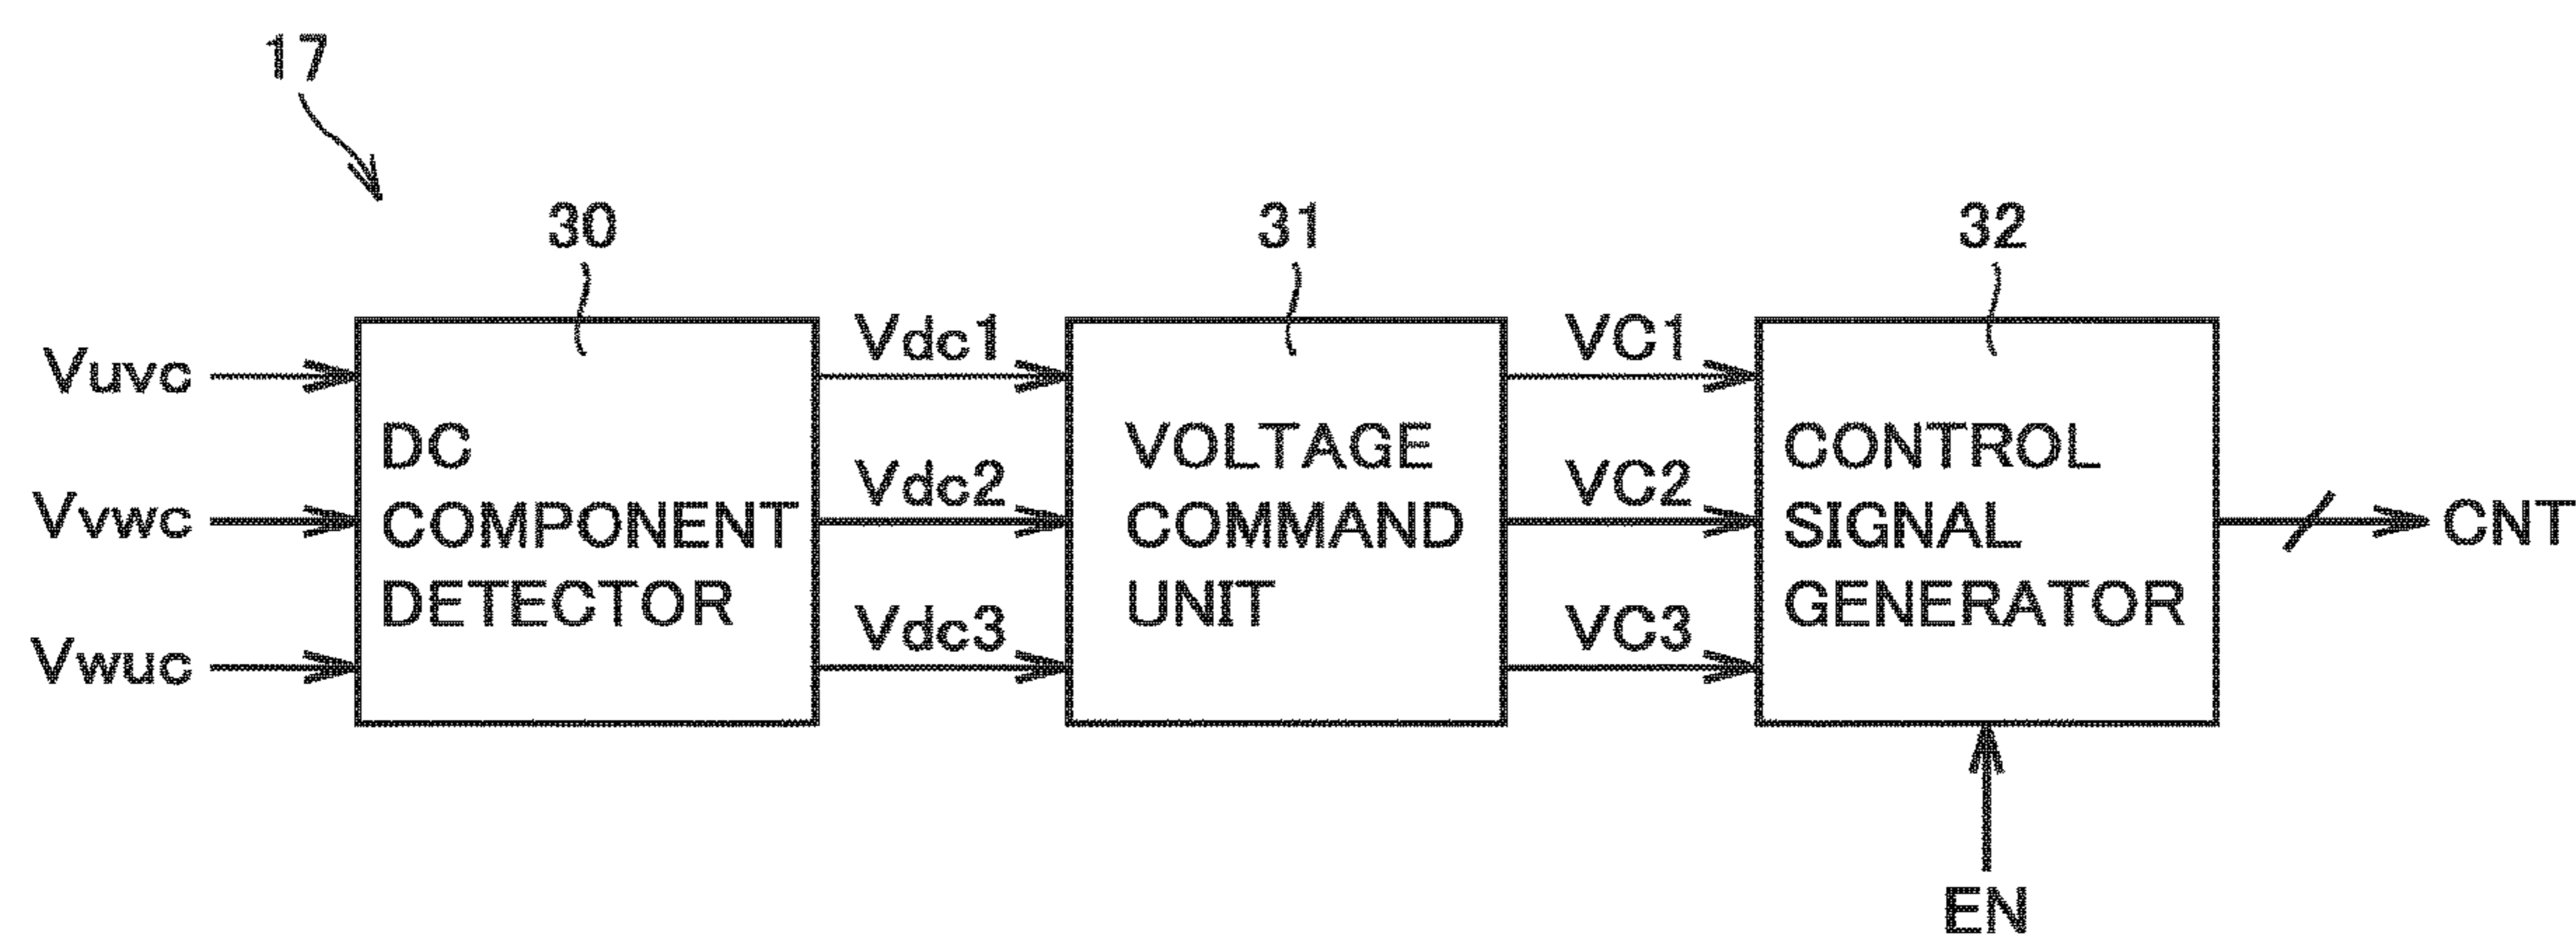 17
30
31
32
Vuvc
Vvwc
Vwuc
DC
COMPONENT
DETECTOR
Vdc1
Vdc2
Vdc3
VOLTAGE
COMMAND
UNIT
VC1
VC2
VC3
CONTROL
SIGNAL
GENERATOR
CNT
EN